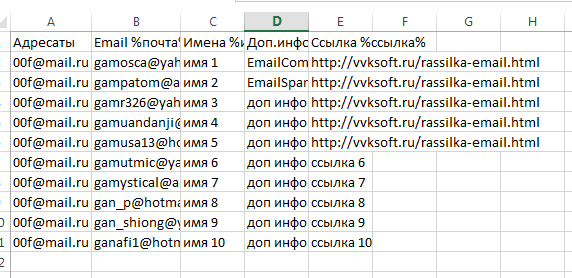 A B C D E F G H
Адресаты Email %почта% Имена %и Доп.инфо Ссылка %ссылка%
00f@mail.ru gamosca@yah имя 1 EmailCom http://vvksoft.ru/rassilka-email.html
00f@mail.ru gampatom@a имя 2 EmailSpar http://vvksoft.ru/rassilka-email.html
00f@mail.ru gamr326@yah имя 3 доп инфо http://vvksoft.ru/rassilka-email.html
00f@mail.ru gamuandanji@ имя 4 доп инфо http://vvksoft.ru/rassilka-email.html
00f@mail.ru gamusa13@ho имя 5 доп инфо http://vvksoft.ru/rassilka-email.html
00f@mail.ru gamutmic@ya имя 6 доп инфо ссылка 6
00f@mail.ru gamystical@a имя 7 доп инфо ссылка 7
00f@mail.ru gan_p@hotma имя 8 доп инфо ссылка 8
00f@mail.ru gan_shiong@y имя 9 доп инфо ссылка 9
00f@mail.ru ganafi1@hotn имя 10 доп инфо ссылка 10